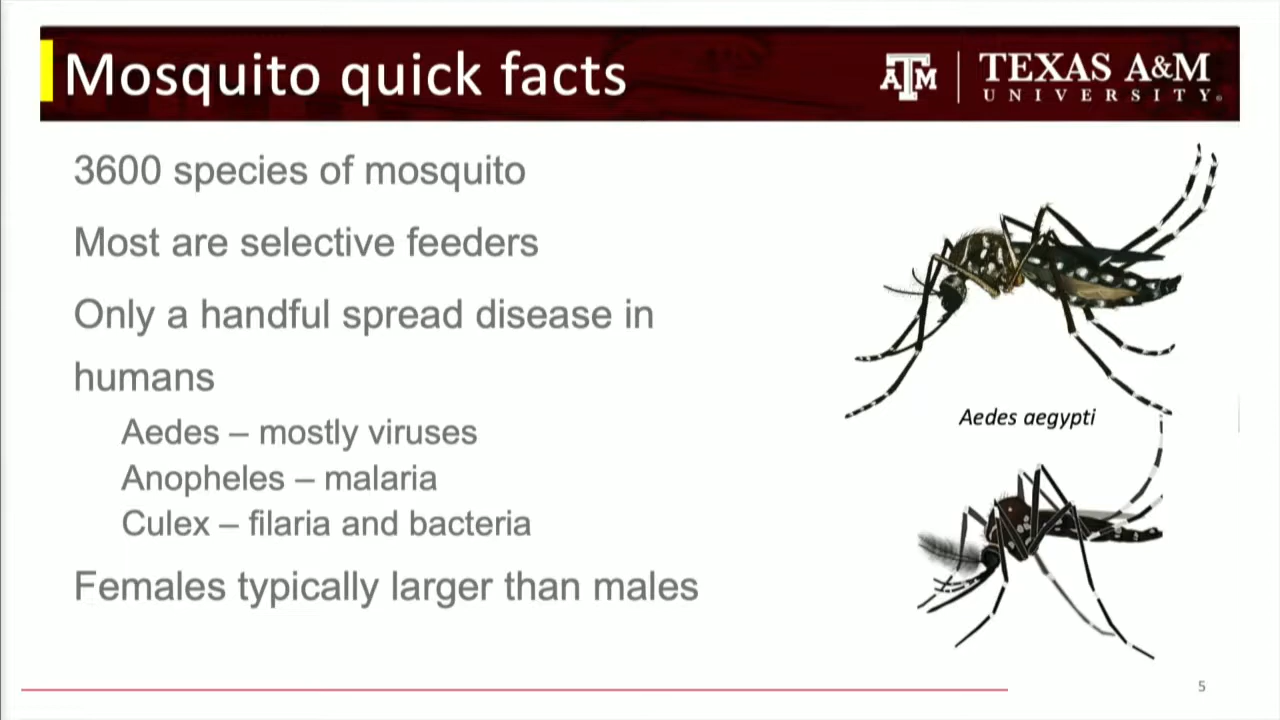 Mosquito quick facts
ATM
TEXAS A&M
UNIVERSITY®
3600 species of mosquito
Most are selective feeders
Only a handful spread disease in
humans
Aedes – mostly viruses
Anopheles – malaria
Culex – filaria and bacteria
Females typically larger than males
Aedes aegypti
5